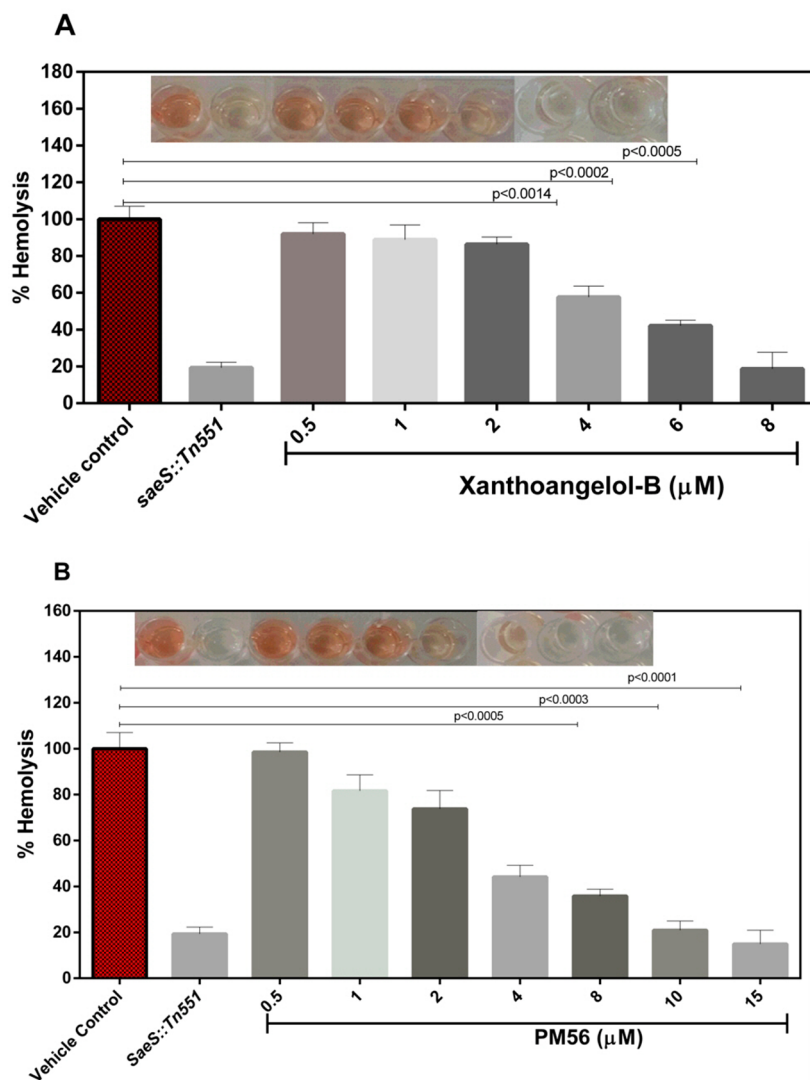 A
180
160
140
120
100
80
60
40
20
0
% Hemolysis
p<0.0005
p<0.0002
p<0.0014
Vehicle control
saeS::Tn551
0.5
1
2
4
6
8
Xanthoangelol-B (μM)
B
160
140
120
100
80
60
40
20
0
% Hemolysis
p<0.0001
p<0.0003
p<0.0005
Vehicle Control
SaeS::Tn551
0.5
1
2
4
8
10
15
PM56 (μM)